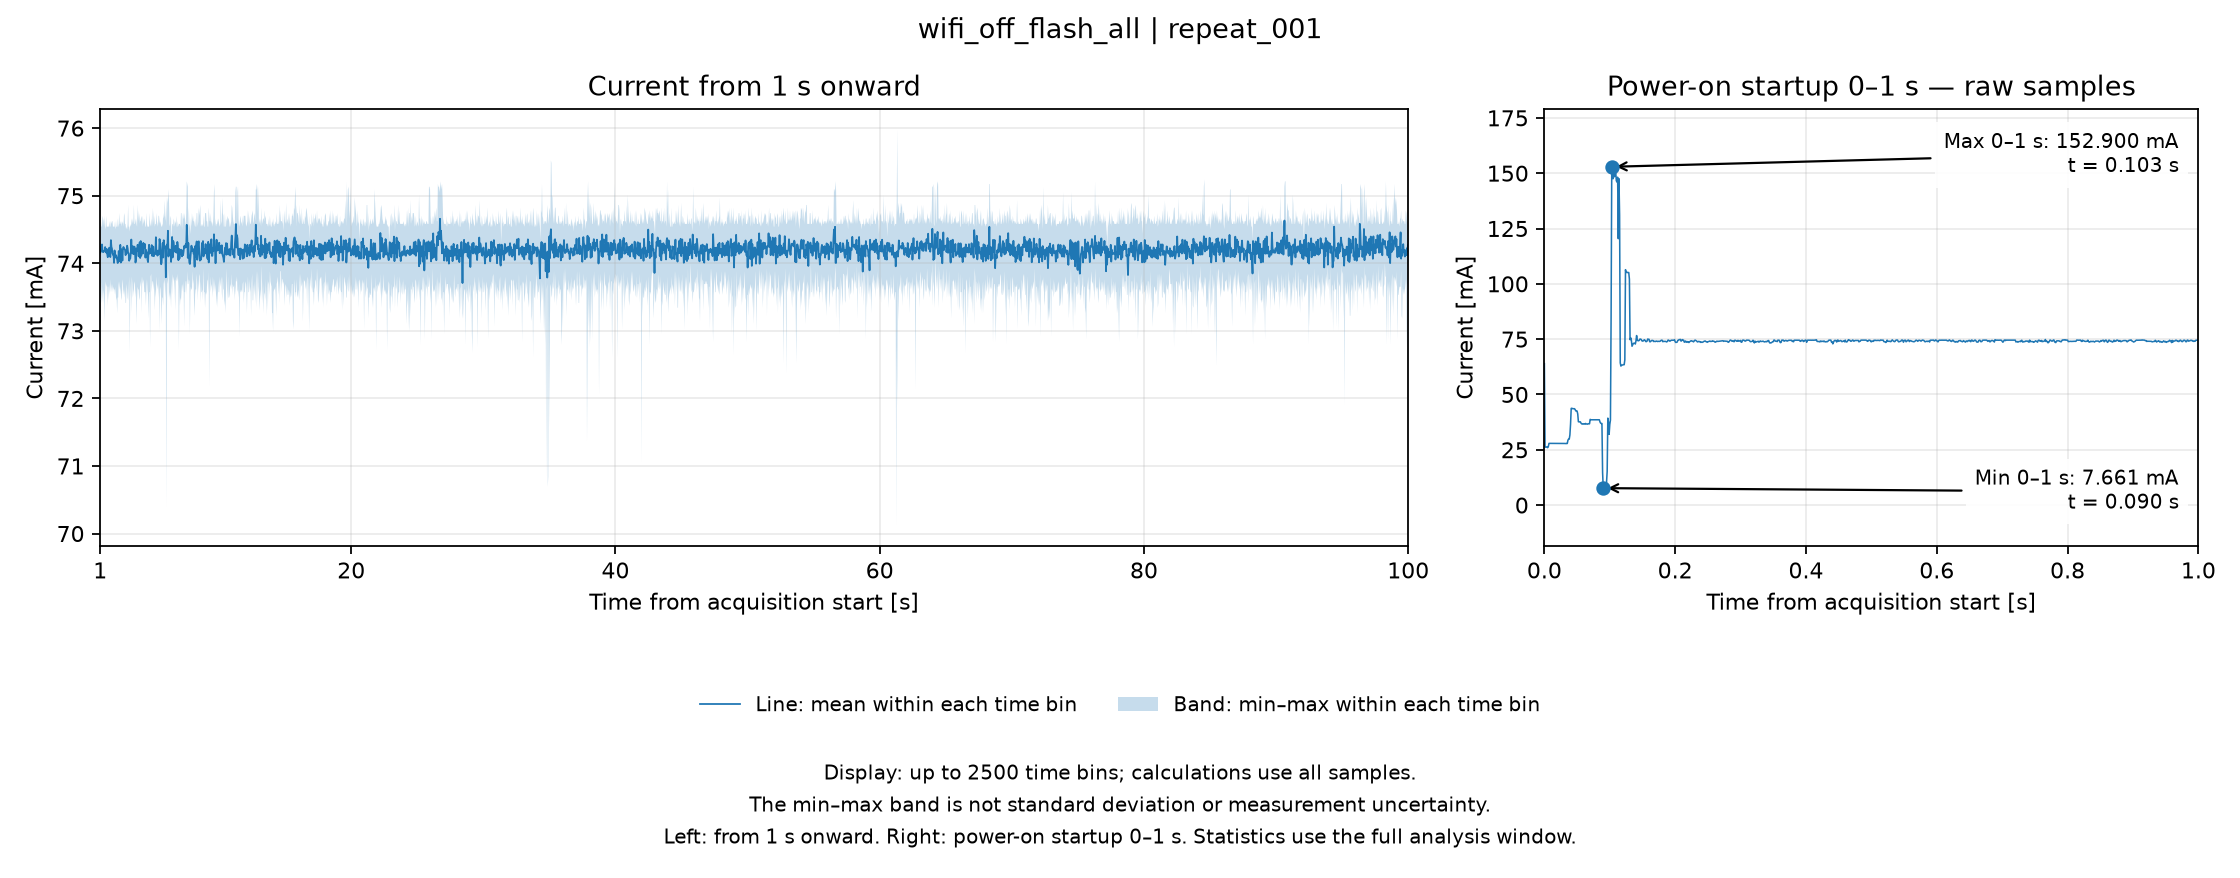 wifi_off_flash_all | repeat_001
Current from 1 s onward
Current [mA]
76
75
74
73
72
71
70
1
20
40
60
80
100
Time from acquisition start [s]
Power-on startup 0–1 s — raw samples
Current [mA]
175
150
125
100
75
50
25
0
Max 0–1 s: 152.900 mA
t = 0.103 s
Min 0–1 s: 7.661 mA
t = 0.090 s
0.0
0.2
0.4
0.6
0.8
1.0
Time from acquisition start [s]
Line: mean within each time bin
Band: min–max within each time bin
Display: up to 2500 time bins; calculations use all samples.
The min–max band is not standard deviation or measurement uncertainty.
Left: from 1 s onward. Right: power-on startup 0–1 s. Statistics use the full analysis window.